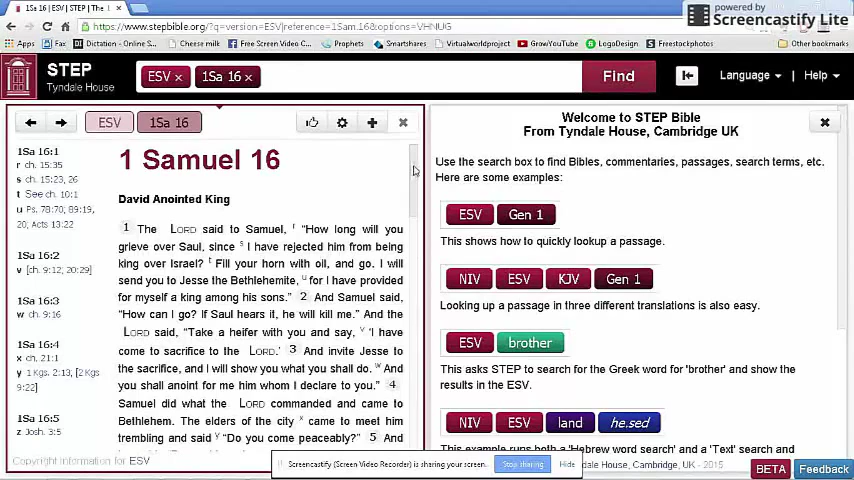 powered by
Screencastify Lite
1Sa 16 | ESV | STEP | The I
https://www.stepbible.org/?q=version=ESV|reference=1Sam.16&options=VHNUG
Apps Fax Dictation - Online Cheese milk Free Screen Video C Prophets Smartshares Virtualworldproject GrowYouTube LogoDesign Freestockphotos Other bookmarks
STEP
Tyndale House
ESV × 1Sa 16 × Find Language Help
ESV 1Sa 16
1Sa 16:1
r ch. 15:35
s ch. 15:23, 26
t See ch. 10:1
u Ps. 78:70; 89:19,
20; Acts 13:22
1Sa 16:2
v [ch. 9:12; 20:29]
1Sa 16:3
w ch. 9:16
1Sa 16:4
x ch. 21:1
y 1 Kgs. 2:13; [2 Kgs
9:22]
1Sa 16:5
z Josh. 3:5
1 Samuel 16
David Anointed King
1 The LORD said to Samuel, r “How long will you
grieve over Saul, since s I have rejected him from being
king over Israel? t Fill your horn with oil, and go. I will
send you to Jesse the Bethlehemite, u for I have provided
for myself a king among his sons.” 2 And Samuel said,
“How can I go? If Saul hears it, he will kill me.” And the
LORD said, “Take a heifer with you and say, v ‘I have
come to sacrifice to the LORD.’ 3 And invite Jesse to
the sacrifice, and I will show you what you shall do. w And
you shall anoint for me him whom I declare to you.” 4
Samuel did what the LORD commanded and came to
Bethlehem. The elders of the city x came to meet him
trembling and said y “Do you come peaceably?” 5 And
Copyright Information for ESV
Welcome to STEP Bible
From Tyndale House, Cambridge UK
Use the search box to find Bibles, commentaries, passages, search terms, etc.
Here are some examples:
ESV Gen 1
This shows how to quickly lookup a passage.
NIV ESV KJV Gen 1
Looking up a passage in three different translations is also easy.
ESV brother
This asks STEP to search for the Greek word for 'brother' and show the
results in the ESV.
NIV ESV land he.sed
This example runs both a 'Hebrew word search' and a 'Text' search and
Screencastify (Screen Video Recorder) is sharing your screen. Stop sharing Hide
ndale House, Cambridge, UK - 2015
BETA Feedback